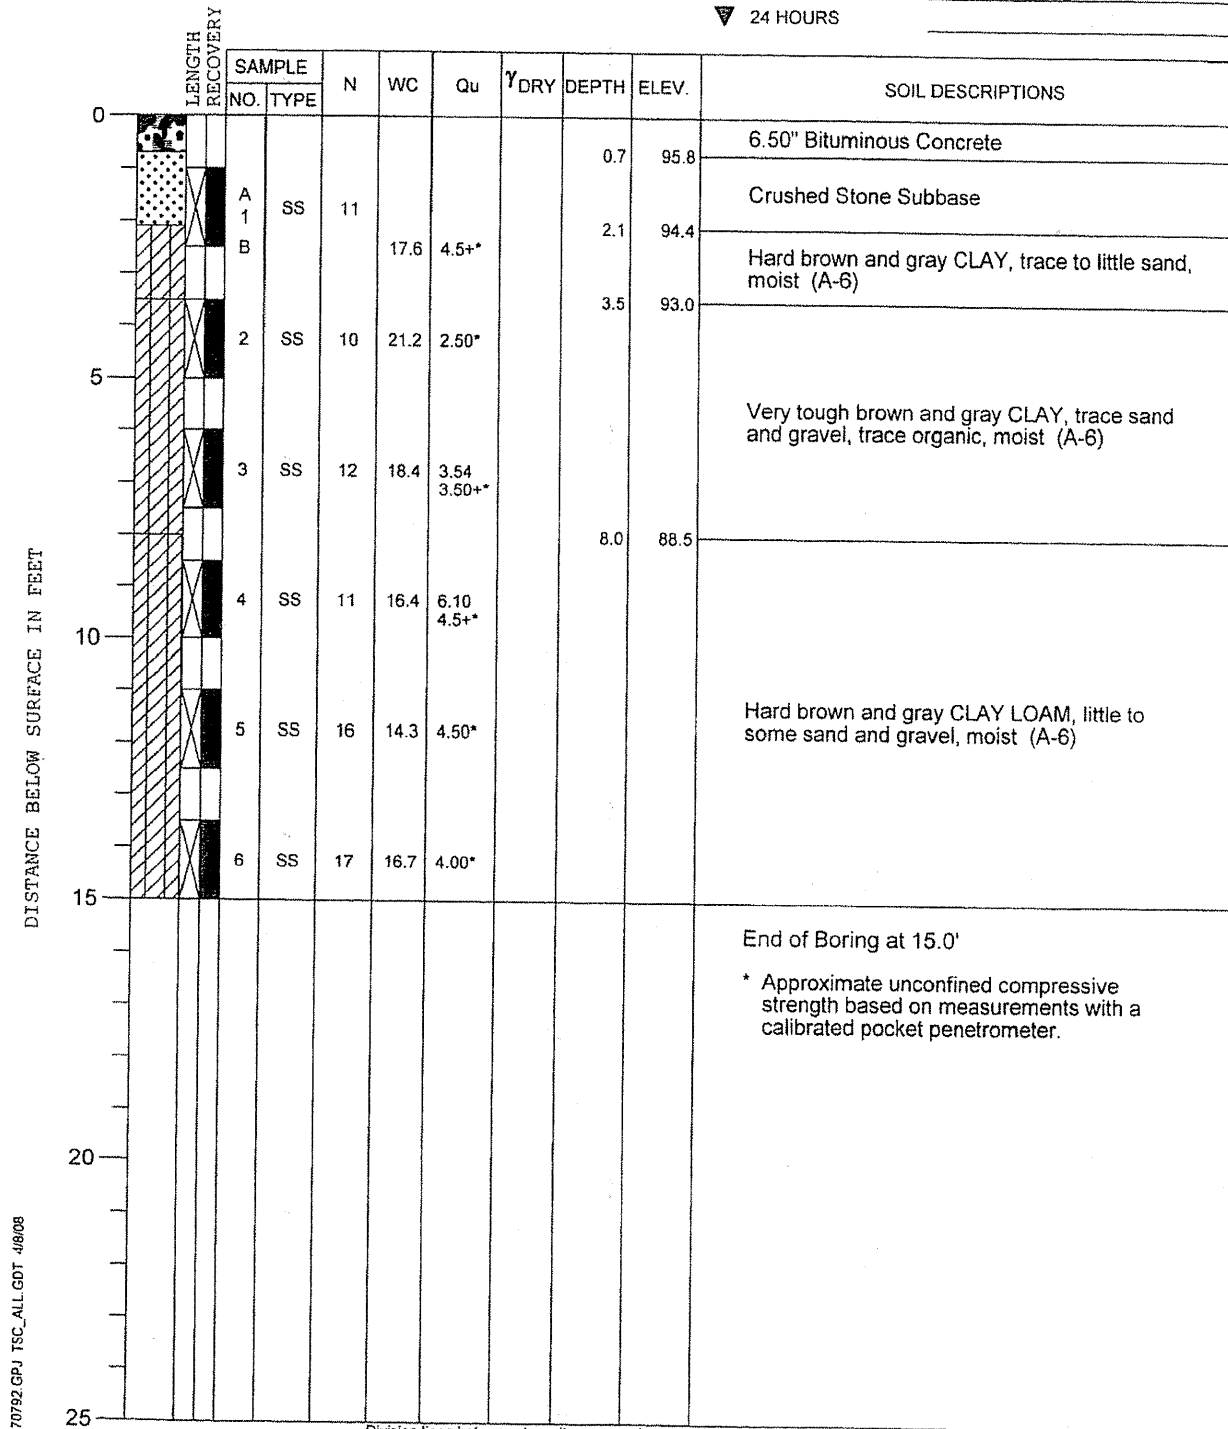 ▼ 24 HOURS
LENGTH
RECOVERY
SAMPLE
NO. TYPE N WC Qu γDRY DEPTH ELEV. SOIL DESCRIPTIONS
0
6.50" Bituminous Concrete
0.7 95.8
A
1 SS 11 Crushed Stone Subbase
2.1 94.4
B 17.6 4.5+*
Hard brown and gray CLAY, trace to little sand,
moist (A-6)
3.5 93.0
2 SS 10 21.2 2.50*
5
Very tough brown and gray CLAY, trace sand
and gravel, trace organic, moist (A-6)
3 SS 12 18.4 3.54
3.50+*
8.0 88.5
4 SS 11 16.4 6.10
4.5+*
10
Hard brown and gray CLAY LOAM, little to
some sand and gravel, moist (A-6)
5 SS 16 14.3 4.50*
6 SS 17 16.7 4.00*
15
End of Boring at 15.0'
* Approximate unconfined compressive
strength based on measurements with a
calibrated pocket penetrometer.
20
25
DISTANCE BELOW SURFACE IN FEET
70792.GPJ TSC_ALL.GDT 4/8/08